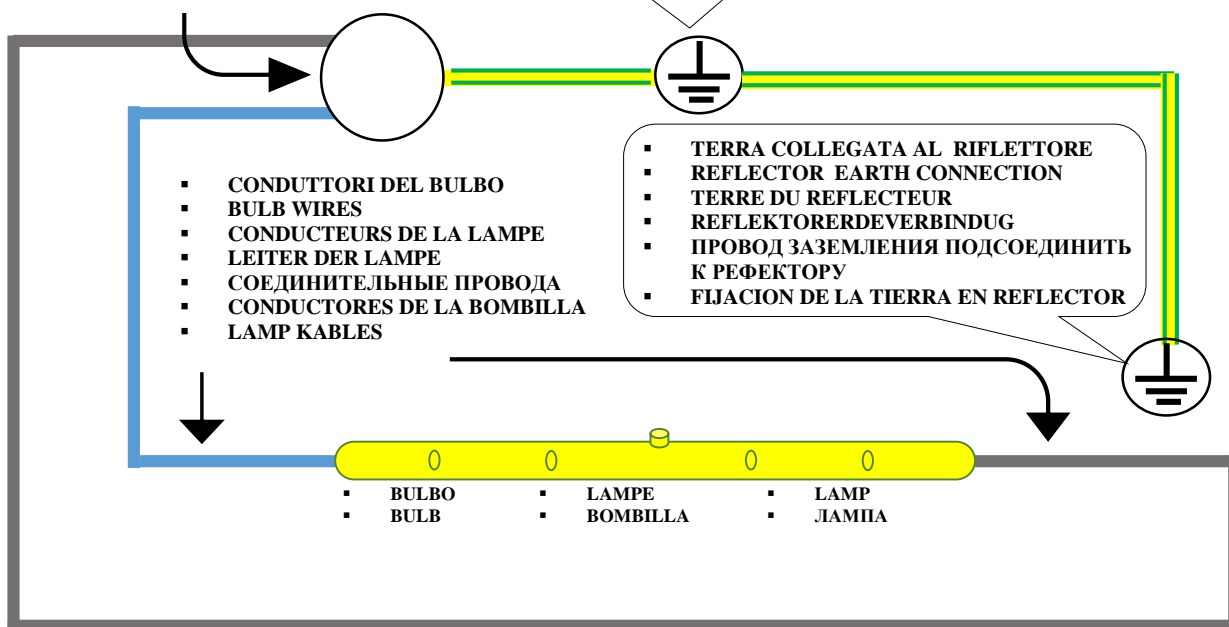 TERRA COLLEGATA AL RIFLETTORE
REFLECTOR EARTH CONNECTION
TERRE DU REFLECTEUR
REFLEKTORERDEVERBINDUG
ПРОВОД ЗАЗЕМЛЕНИЯ ПОДСОЕДИНИТЬ
К РЕФЕКТОРУ
FIJACION DE LA TIERRA EN REFLECTOR
CONDUTTORI DEL BULBO
BULB WIRES
CONDUCTEURS DE LA LAMPE
LEITER DER LAMPE
СОЕДИНИТЕЛЬНЫЕ ПРОВОДА
CONDUCTORES DE LA BOMBILLA
LAMP KABLES
BULBO
BULB
LAMPE
BOMBILLA
LAMP
ЛАМПА